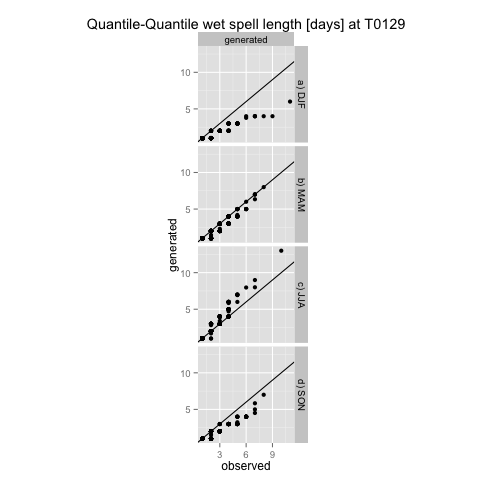 Quantile-Quantile wet spell length [days] at T0129
generated
10
5
a) DJF
10
5
b) MAM
10
5
c) JJA
10
5
d) SON
generated
3 6 9
observed